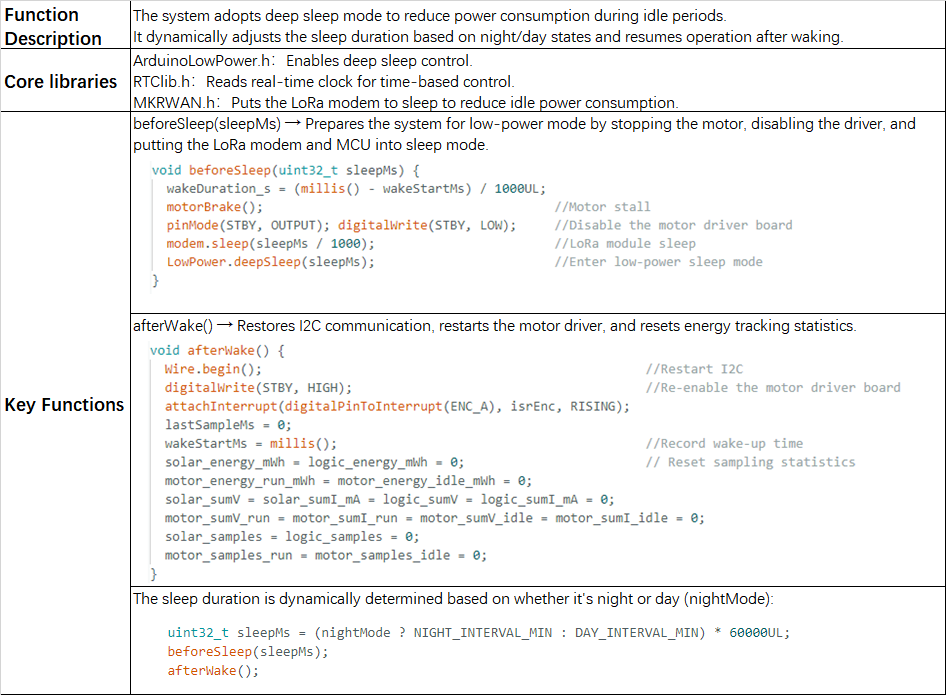 Function
Description
The system adopts deep sleep mode to reduce power consumption during idle periods.
It dynamically adjusts the sleep duration based on night/day states and resumes operation after waking.
Core libraries
ArduinoLowPower.h: Enables deep sleep control.
RTClib.h: Reads real-time clock for time-based control.
MKRWAN.h: Puts the LoRa modem to sleep to reduce idle power consumption.
Key Functions
beforeSleep(sleepMs) → Prepares the system for low-power mode by stopping the motor, disabling the driver, and
putting the LoRa modem and MCU into sleep mode.
void beforeSleep(uint32_t sleepMs) {
wakeDuration_s = (millis() - wakeStartMs) / 1000UL;
motorBrake(); //Motor stall
pinMode(STBY, OUTPUT); digitalWrite(STBY, LOW); //Disable the motor driver board
modem.sleep(sleepMs / 1000); //LoRa module sleep
LowPower.deepSleep(sleepMs); //Enter low-power sleep mode
}
afterWake() → Restores I2C communication, restarts the motor driver, and resets energy tracking statistics.
void afterWake() {
Wire.begin(); //Restart I2C
digitalWrite(STBY, HIGH); //Re-enable the motor driver board
attachInterrupt(digitalPinToInterrupt(ENC_A), isrEnc, RISING);
lastSampleMs = 0;
wakeStartMs = millis(); //Record wake-up time
solar_energy_mWh = logic_energy_mWh = 0; // Reset sampling statistics
motor_energy_run_mWh = motor_energy_idle_mWh = 0;
solar_sumV = solar_sumI_mA = logic_sumV = logic_sumI_mA = 0;
motor_sumV_run = motor_sumI_run = motor_sumV_idle = motor_sumI_idle = 0;
solar_samples = logic_samples = 0;
motor_samples_run = motor_samples_idle = 0;
}
The sleep duration is dynamically determined based on whether it's night or day (nightMode):
uint32_t sleepMs = (nightMode ? NIGHT_INTERVAL_MIN : DAY_INTERVAL_MIN) * 60000UL;
beforeSleep(sleepMs);
afterWake();